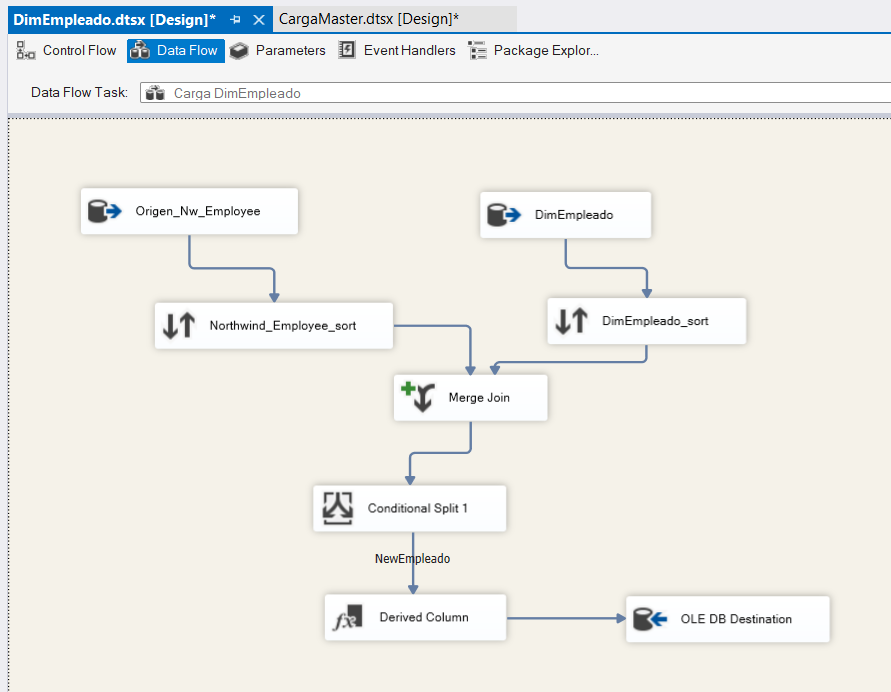 DimEmpleado.dtsx [Design]*
CargaMaster.dtsx [Design]*
Control Flow
Data Flow
Parameters
Event Handlers
Package Explor...
Data Flow Task:
Carga DimEmpleado
Origen_Nw_Employee
DimEmpleado
Northwind_Employee_sort
DimEmpleado_sort
Merge Join
Conditional Split 1
NewEmpleado
Derived Column
OLE DB Destination